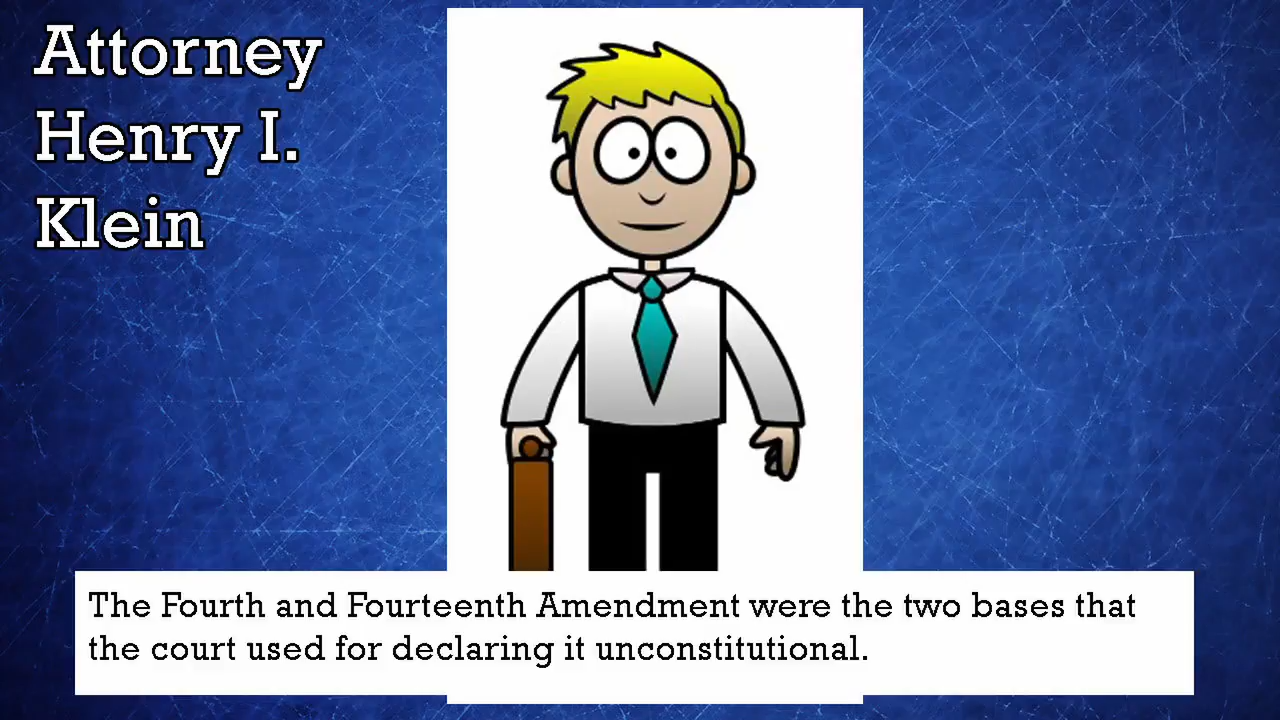 Attorney
Henry I.
Klein
The Fourth and Fourteenth Amendment were the two bases that
the court used for declaring it unconstitutional.